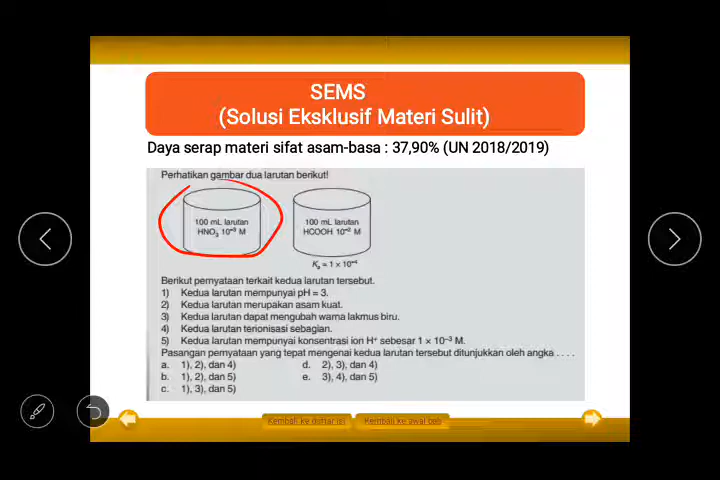 SEMS
(Solusi Eksklusif Materi Sulit)
Daya serap materi sifat asam-basa : 37,90% (UN 2018/2019)
Perhatikan gambar dua larutan berikut!
100 mL larutan
HNO₃ 10⁻³ M
100 mL larutan
HCOOH 10⁻² M
Kₐ = 1 × 10⁻⁴
Berikut pernyataan terkait kedua larutan tersebut.
1) Kedua larutan mempunyai pH = 3.
2) Kedua larutan merupakan asam kuat.
3) Kedua larutan dapat mengubah warna lakmus biru.
4) Kedua larutan terionisasi sebagian.
5) Kedua larutan mempunyai konsentrasi ion H⁺ sebesar 1 × 10⁻³ M.
Pasangan pernyataan yang tepat mengenai kedua larutan tersebut ditunjukkan oleh angka . . . .
a. 1), 2), dan 4)
b. 1), 2), dan 5)
c. 1), 3), dan 5)
d. 2), 3), dan 4)
e. 3), 4), dan 5)
Kembali ke daftar isi
Kembali ke awal bab